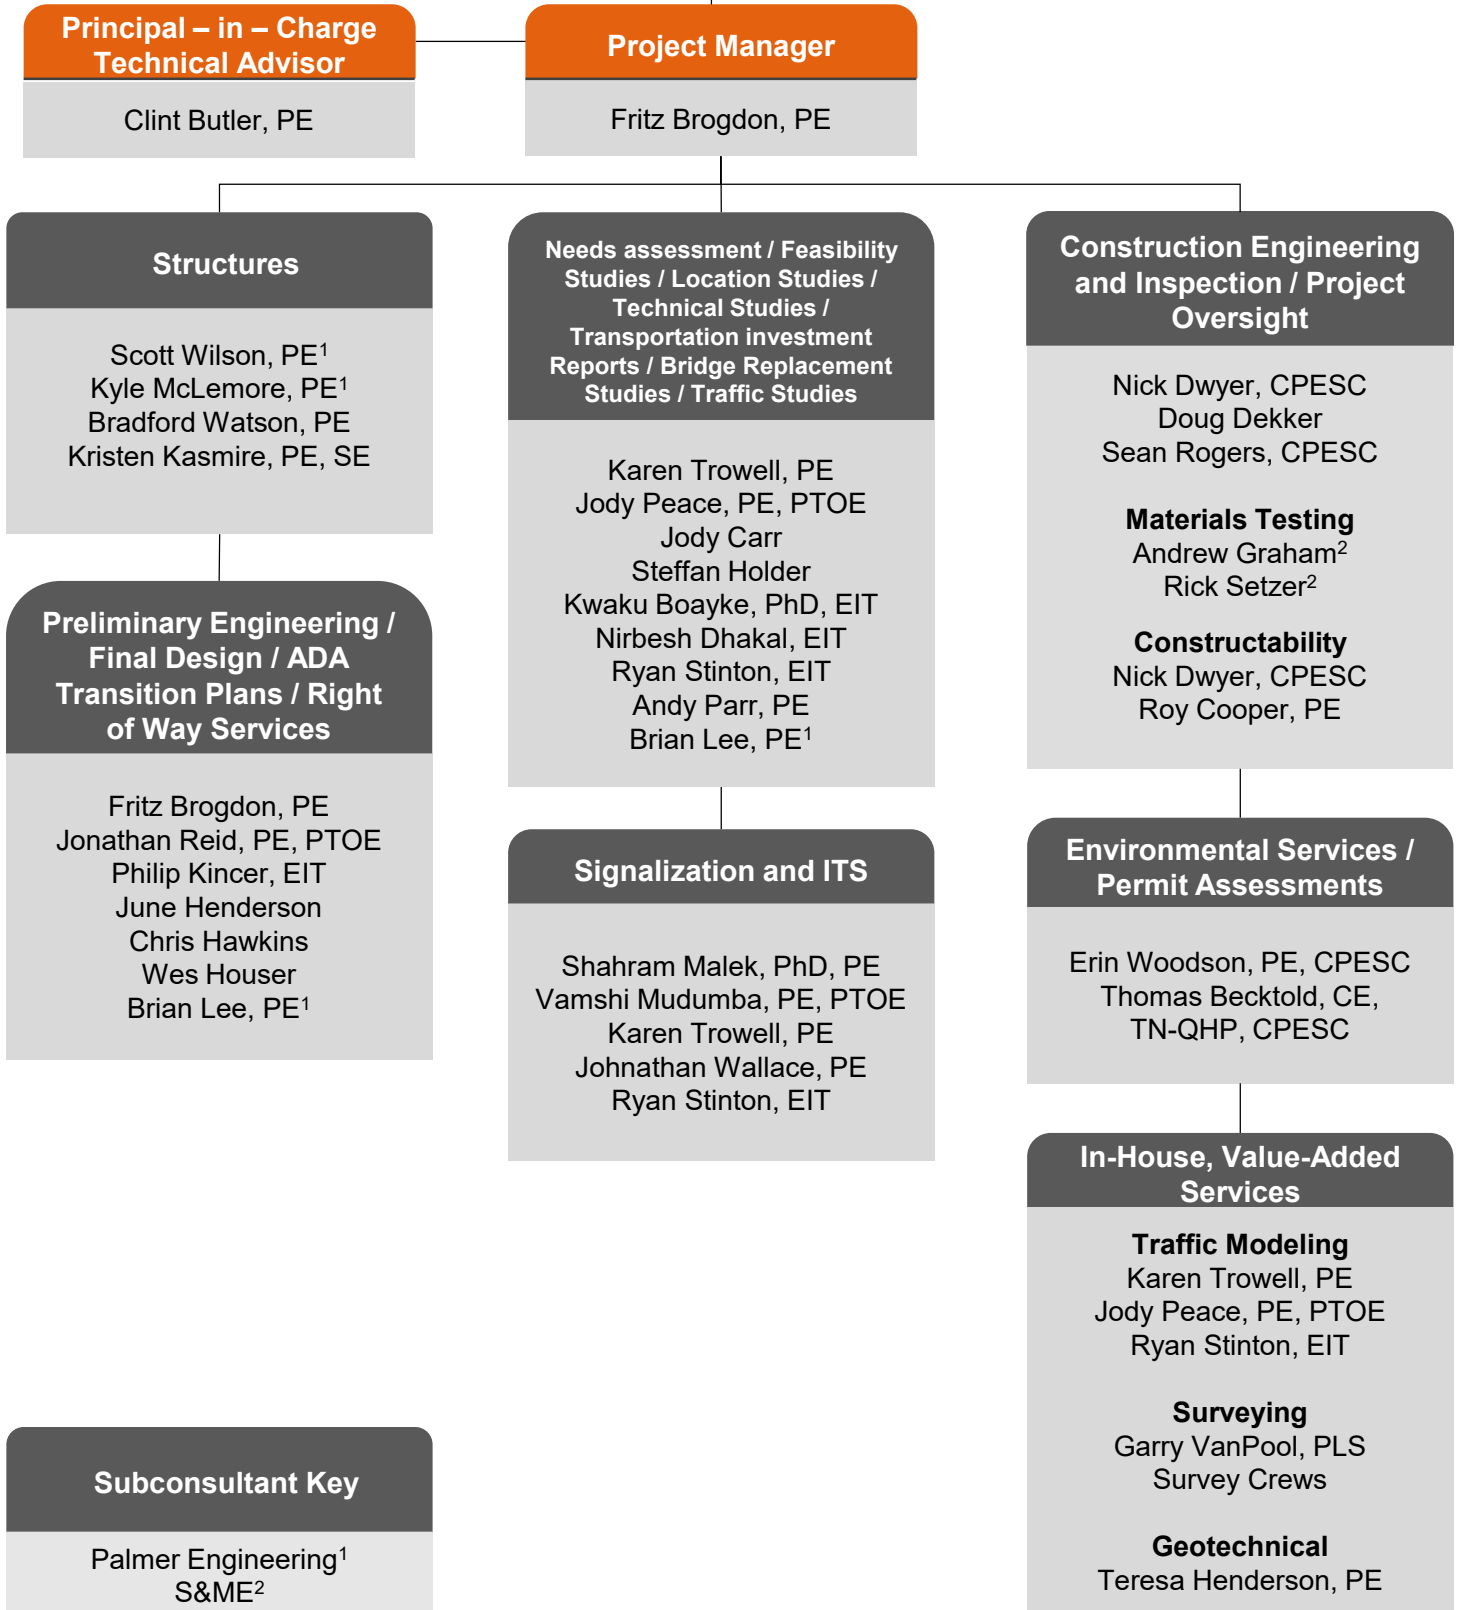 Principal – in – Charge
Technical Advisor
Clint Butler, PE
Project Manager
Fritz Brogdon, PE
Structures
Scott Wilson, PE¹
Kyle McLemore, PE¹
Bradford Watson, PE
Kristen Kasmire, PE, SE
Preliminary Engineering /
Final Design / ADA
Transition Plans / Right
of Way Services
Fritz Brogdon, PE
Jonathan Reid, PE, PTOE
Philip Kincer, EIT
June Henderson
Chris Hawkins
Wes Houser
Brian Lee, PE¹
Needs assessment / Feasibility
Studies / Location Studies /
Technical Studies /
Transportation investment
Reports / Bridge Replacement
Studies / Traffic Studies
Karen Trowell, PE
Jody Peace, PE, PTOE
Jody Carr
Steffan Holder
Kwaku Boayke, PhD, EIT
Nirbesh Dhakal, EIT
Ryan Stinton, EIT
Andy Parr, PE
Brian Lee, PE¹
Signalization and ITS
Shahram Malek, PhD, PE
Vamshi Mudumba, PE, PTOE
Karen Trowell, PE
Johnathan Wallace, PE
Ryan Stinton, EIT
Construction Engineering
and Inspection / Project
Oversight
Nick Dwyer, CPESC
Doug Dekker
Sean Rogers, CPESC
Materials Testing
Andrew Graham²
Rick Setzer²
Constructability
Nick Dwyer, CPESC
Roy Cooper, PE
Environmental Services /
Permit Assessments
Erin Woodson, PE, CPESC
Thomas Becktold, CE,
TN-QHP, CPESC
In-House, Value-Added
Services
Traffic Modeling
Karen Trowell, PE
Jody Peace, PE, PTOE
Ryan Stinton, EIT
Surveying
Garry VanPool, PLS
Survey Crews
Geotechnical
Teresa Henderson, PE
Subconsultant Key
Palmer Engineering¹
S&ME²